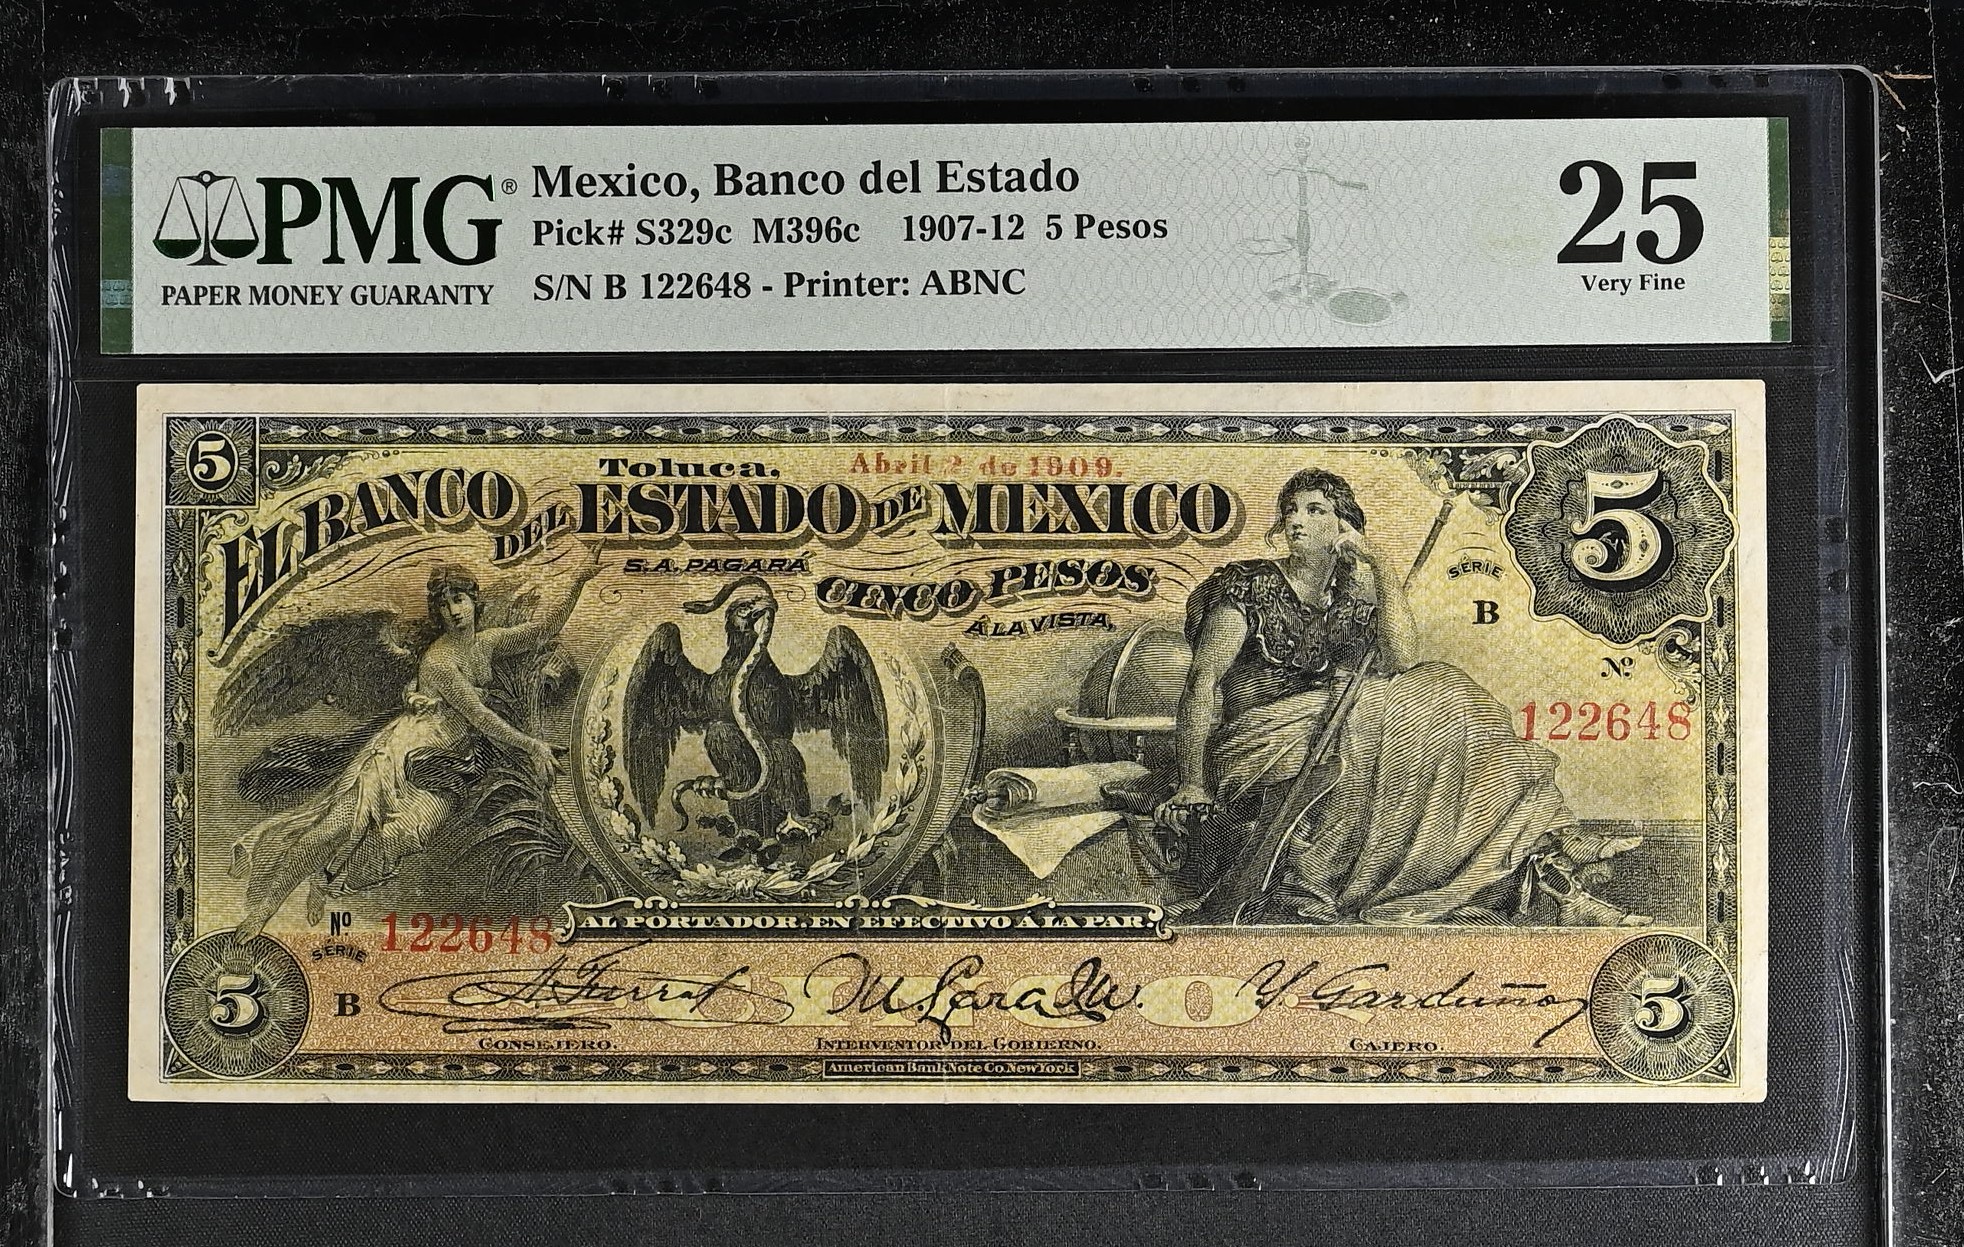 PMG®
PAPER MONEY GUARANTY
Mexico, Banco del Estado
Pick# S329c M396c 1907-12 5 Pesos
S/N B 122648 - Printer: ABNC
25
Very Fine
5
Toluca, Abril 2 de 1909.
EL BANCO DEL ESTADO DE MEXICO
5
S.A. PAGARÁ
CINCO PESOS
Á LA VISTA,
SÉRIE
B
Nº
122648
Nº 122648
AL PORTADOR, EN EFECTIVO Á LA PAR.
SÉRIE
B
5
CINCO
5
CONSEJERO.
INTERVENTOR DEL GOBIERNO.
CAJERO.
American Bank Note Co. New York